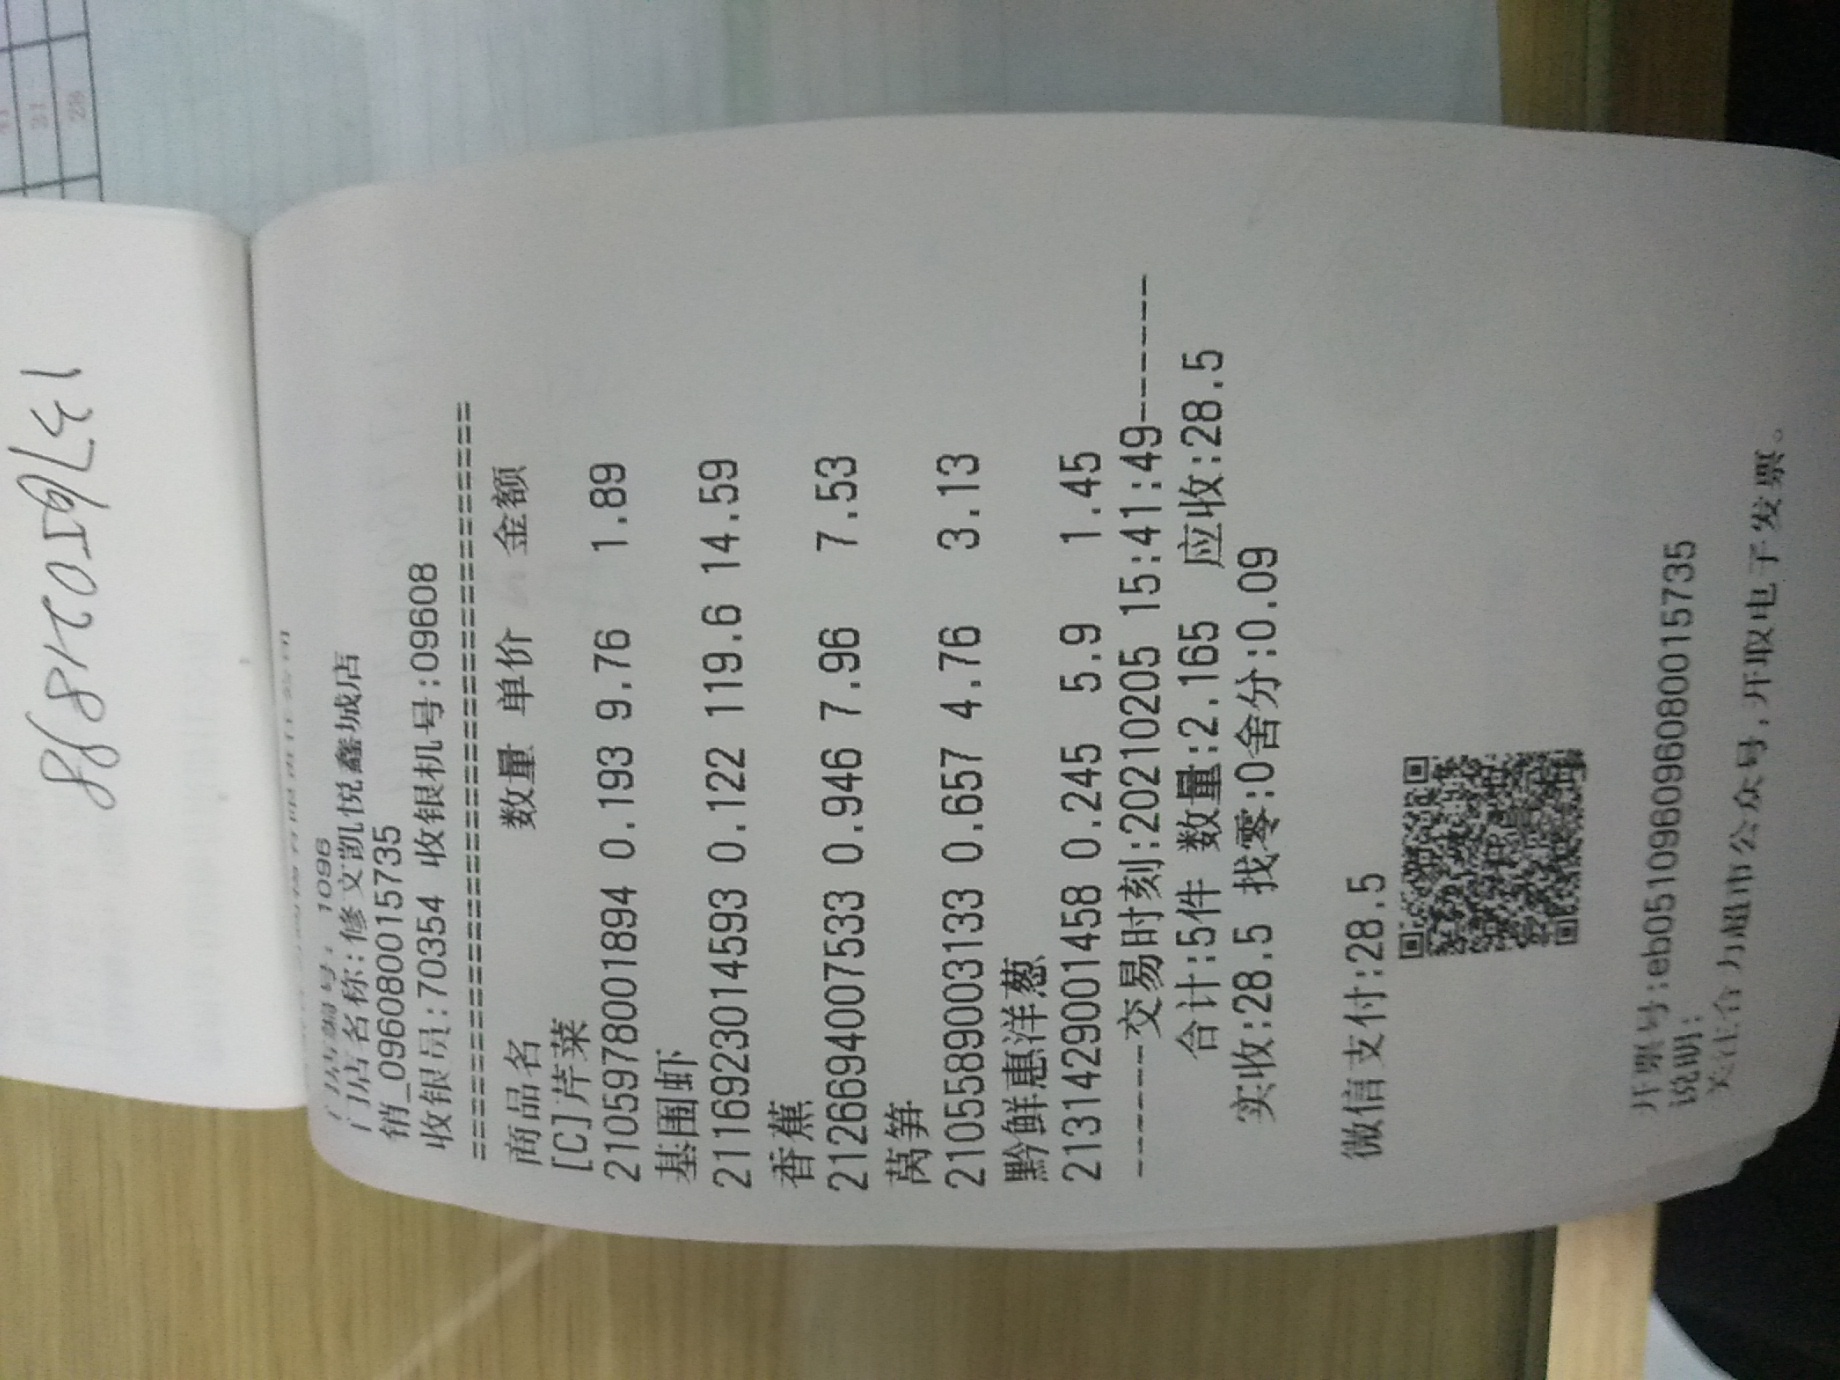 门店编号: 1096
门店名称:修文凯悦鑫城店
销_0960800015735
收银员:70354 收银机号:09608
======================================
商品名 数量 单价 金额
[C]芹菜
2105978001894 0.193 9.76 1.89
基围虾
2116923014593 0.122 119.6 14.59
香蕉
2126694007533 0.946 7.96 7.53
莴笋
2105589003133 0.657 4.76 3.13
黔鲜惠洋葱
2131429001458 0.245 5.9 1.45
-------交易时刻:20210205 15:41:49-------
合计:5件 数量:2.165 应收:28.5
实收:28.5 找零:0舍分:0.09
微信支付:28.5
开票号:eb0510960960800015735
说明:
关注合力超市公众号,开取电子发票。